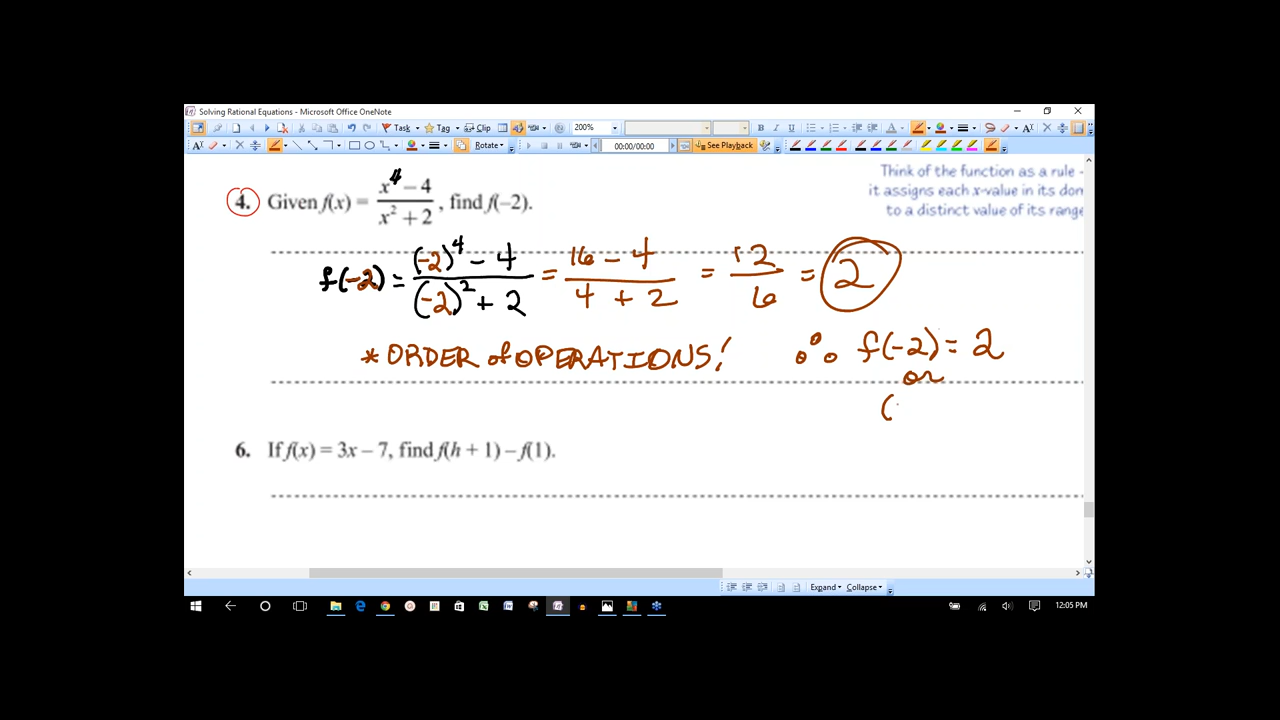 Solving Rational Equations - Microsoft Office OneNote
Task Tag Clip 200% B I U A
Rotate 00:00/00:00 See Playback
Think of the function as a rule -
it assigns each x-value in its dom
to a distinct value of its range
4. Given f(x) = (x⁴ – 4)/(x² + 2), find f(–2).
f(-2) = ((-2)⁴ - 4)/((-2)² + 2) = (16 - 4)/(4 + 2) = 12/6 = 2
* ORDER of OPERATIONS! ∴ f(-2) = 2
or
(
6. If f(x) = 3x – 7, find f(h + 1) – f(1).
Expand Collapse
12:05 PM